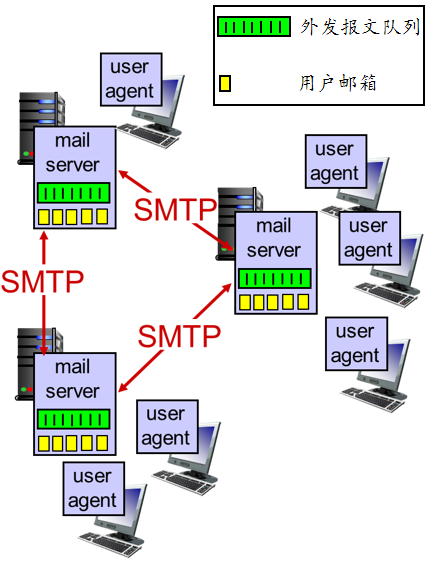 外发报文队列
用户邮箱
user
agent
mail
server
SMTP
user
agent
mail
server
user
agent
SMTP
SMTP
user
agent
mail
server
user
agent
user
agent